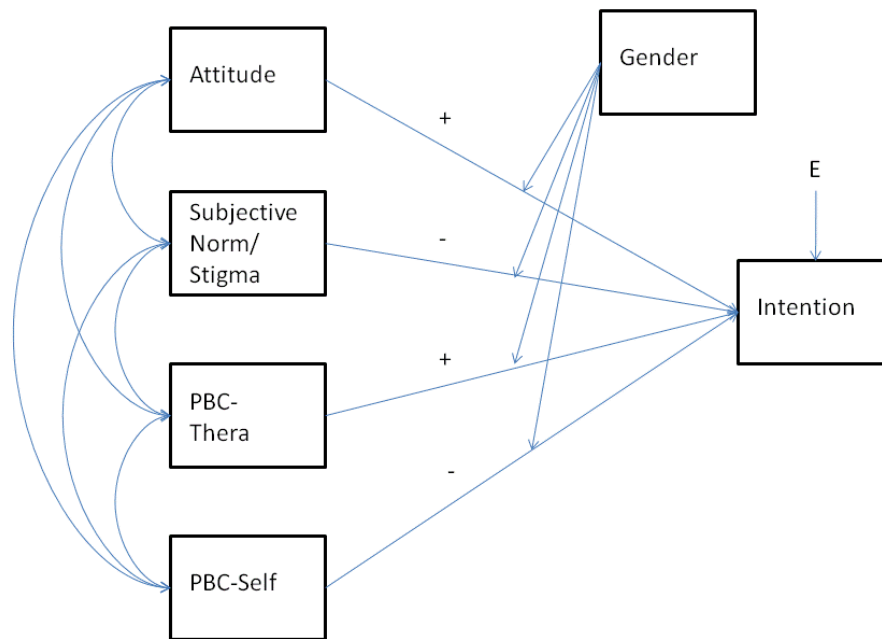 Attitude
Gender
+
E
Subjective
Norm/
Stigma
-
Intention
+
PBC-
Thera
-
PBC-Self